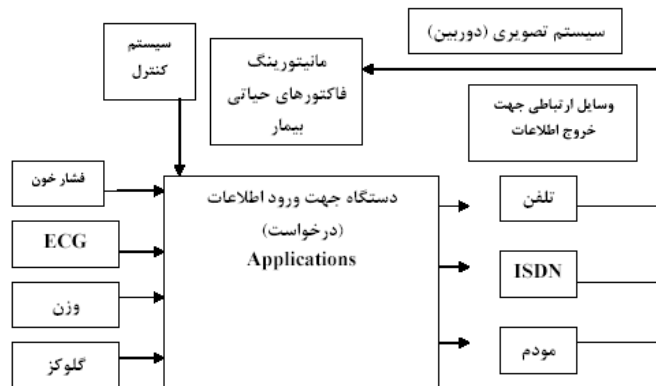 سیستم تصویری (دوربین)
سیستم
کنترل
مانیتورینگ
فاکتورهای حیاتی
بیمار
وسایل ارتباطی جهت
خروج اطلاعات
فشار خون
ECG
وزن
گلوکز
دستگاه جهت ورود اطلاعات
(درخواست)
Applications
تلفن
ISDN
مودم